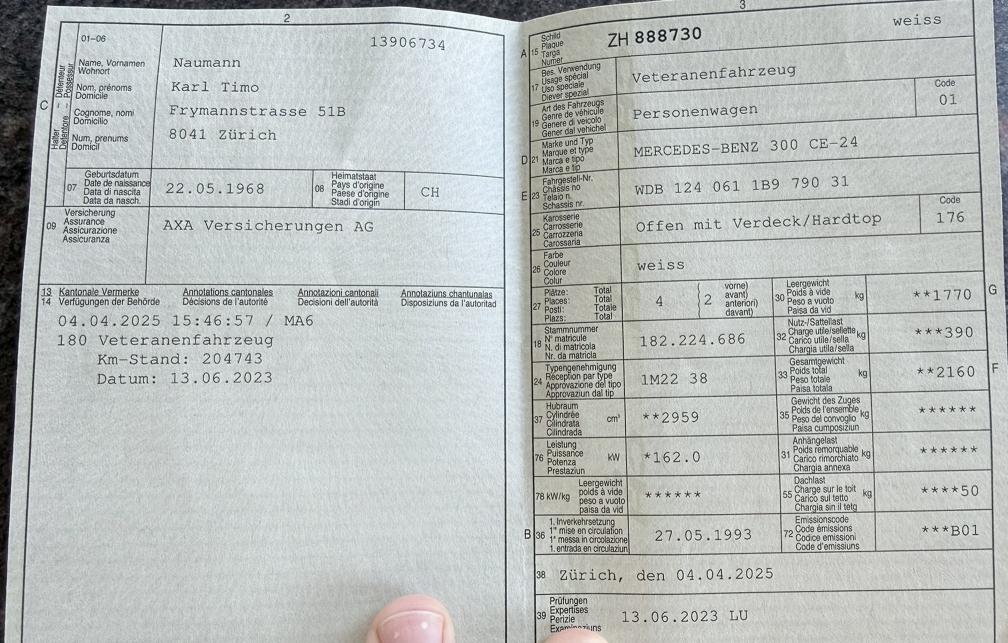 2
01-06
13906734
C
Halter Détenteur
Detentore Possessur
Name, Vornamen
Wohnort
Nom, prénoms
Domicile
Cognome, nomi
Domicilio
Num, prenums
Domicil
Naumann
Karl Timo
Frymannstrasse 51B
8041 Zürich
07
Geburtsdatum
Date de naissance
Data di nascita
Data da nasch.
22.05.1968
08
Heimatstaat
Pays d'origine
Paese d'origine
Stadi d'origin
CH
09
Versicherung
Assurance
Assicurazione
Assicuranza
AXA Versicherungen AG
13 Kantonale Vermerke Annotations cantonales Annotazioni cantonali Annotaziuns chantunalas
14 Verfügungen der Behörde Décisions de l'autorité Decisioni dell'autorità Disposiziuns da l'autoritad
04.04.2025 15:46:57 / MA6
180 Veteranenfahrzeug
Km-Stand: 204743
Datum: 13.06.2023
3
weiss
A 15
Schild
Plaque
Targa
Numer
ZH 888730
17
Bes. Verwendung
Usage spécial
Uso speciale
Diever spezial
Veteranenfahrzeug
19
Art des Fahrzeugs
Genre de véhicule
Genere di veicolo
Gener dal vehichel
Personenwagen
Code
01
D 21
Marke und Typ
Marque et type
Marca e tipo
Marca e tip
MERCEDES-BENZ 300 CE-24
E 23
Fahrgestell-Nr.
Châssis no
Telaio n.
Schassis nr.
WDB 124 061 1B9 790 31
25
Karosserie
Carrosserie
Carrozzeria
Carossaria
Offen mit Verdeck/Hardtop
Code
176
26
Farbe
Couleur
Colore
Colur
weiss
27
Plätze: Total
Places: Total
Posti: Totale
Plazs: Total
4
2
vorne)
avant)
anteriori)
davant)
30
Leergewicht
Poids à vide
Peso a vuoto
Paisa da vid
kg
**1770
G
18
Stammnummer
N° matricule
N. di matricola
Nr. da matricla
182.224.686
32
Nutz-/Sattellast
Charge utile/sellette
Carico utile/sella
Chargia utila/sella
kg
***390
24
Typengenehmigung
Réception par type
Approvazione del tipo
Approvaziun dal tip
1M22 38
33
Gesamtgewicht
Poids total
Peso totale
Paisa totala
kg
**2160
F
37
Hubraum
Cylindrée
Cilindrata
Cilindrada
cm³
**2959
35
Gewicht des Zuges
Poids de l'ensemble
Peso del convoglio
Paisa cumposiziun
kg
******
76
Leistung
Puissance
Potenza
Prestaziun
kW
*162.0
31
Anhängelast
Poids remorquable
Carico rimorchiato
Chargia annexa
kg
******
78 kW/kg
Leergewicht
poids à vide
peso a vuoto
paisa da vid
******
55
Dachlast
Charge sur le toit
Carico sul tetto
Chargia sin il tetg
kg
****50
B 36
1. Inverkehrsetzung
1re mise en circulation
1a messa in circolazione
1. entrada en circulaziun
27.05.1993
72
Emissionscode
Code émissions
Codice emissioni
Code d'emissiuns
***B01
38
Zürich, den 04.04.2025
39
Prüfungen
Expertises
Perizie
13.06.2023 LU